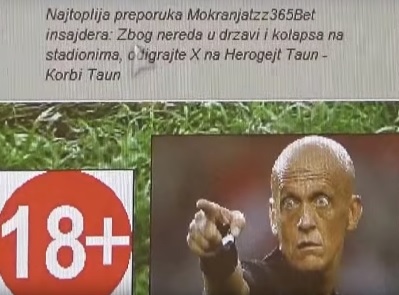 Najtoplija preporuka Mokranjatzz365Bet
insajdera: Zbog nereda u drzavi i kolapsa na
stadionima, odigrajte X na Herogejt Taun -
Korbi Taun
18+